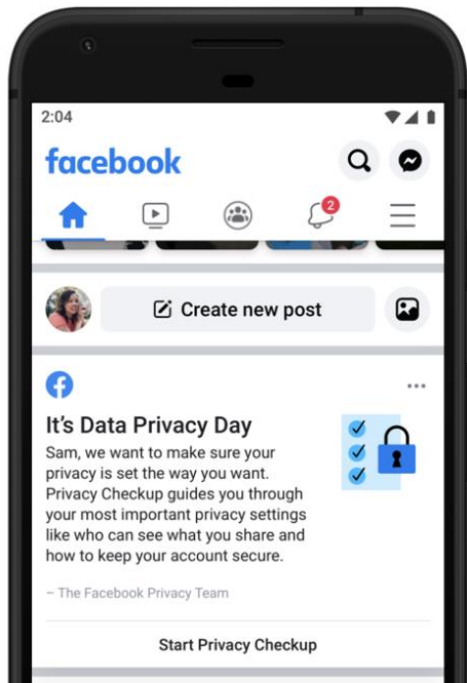 2:04
facebook
2
Create new post
It's Data Privacy Day
Sam, we want to make sure your
privacy is set the way you want.
Privacy Checkup guides you through
your most important privacy settings
like who can see what you share and
how to keep your account secure.
– The Facebook Privacy Team
Start Privacy Checkup